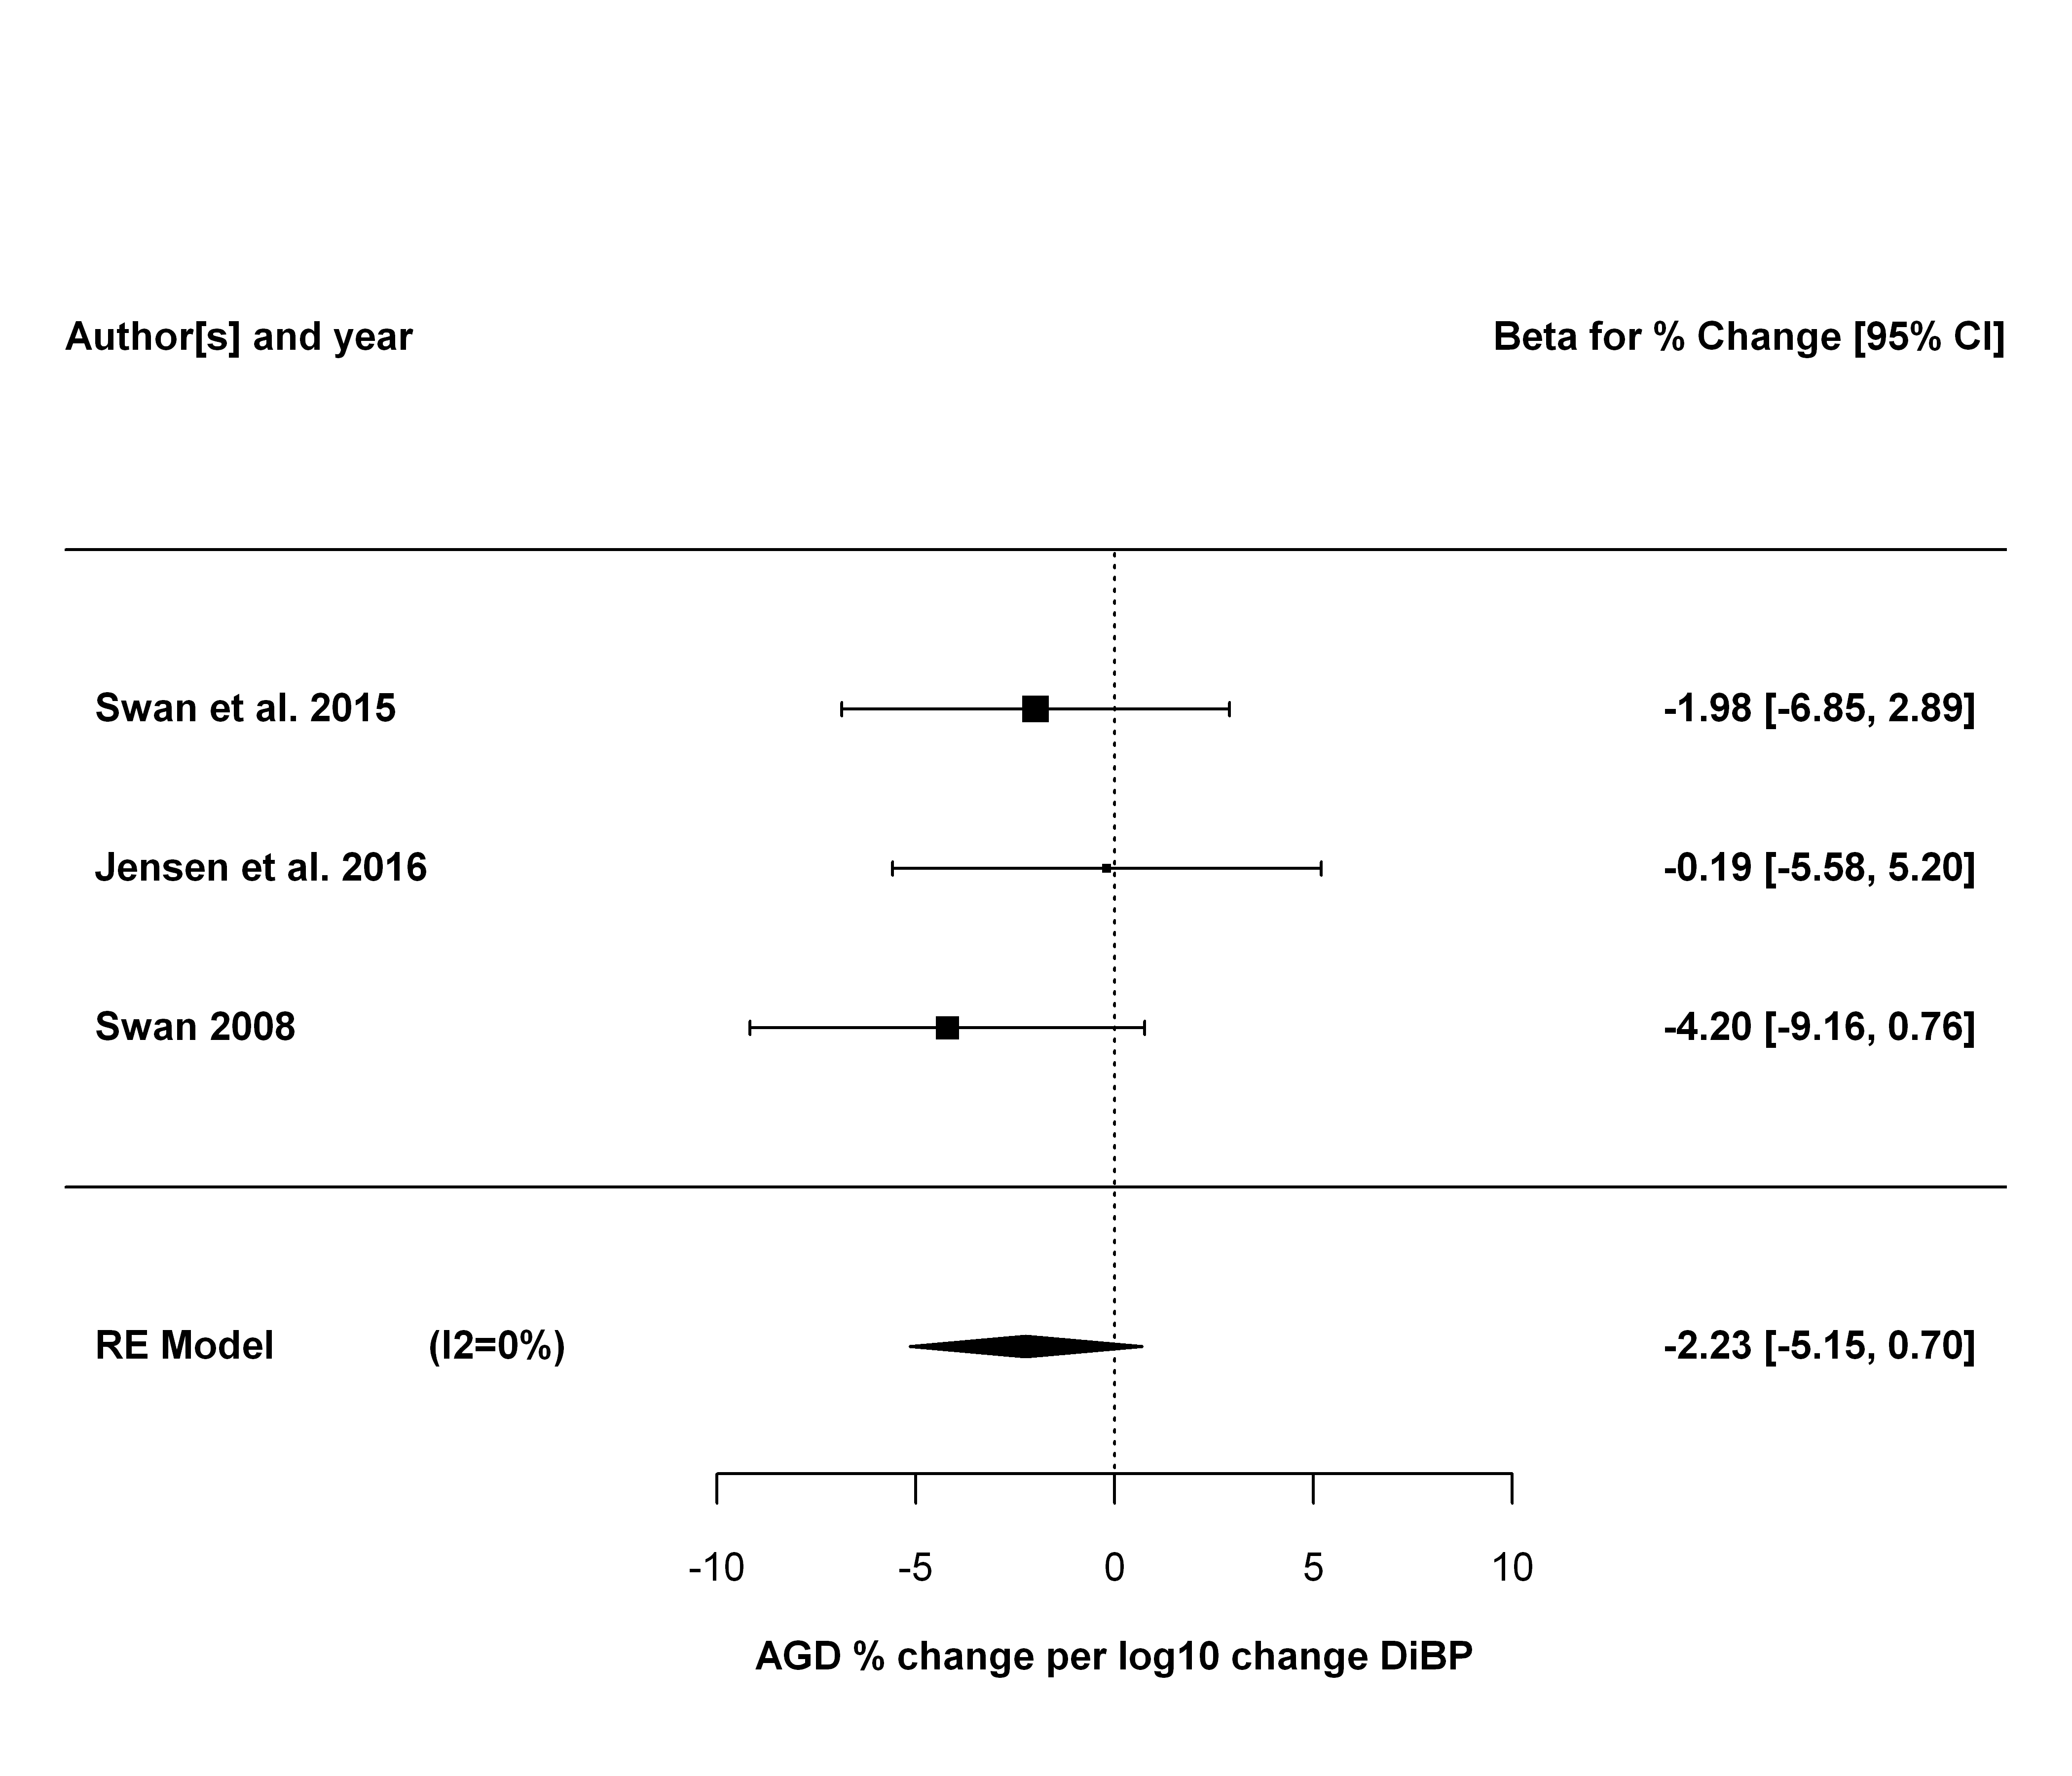 Author[s] and year Beta for % Change [95% CI]
Swan et al. 2015 -1.98 [-6.85, 2.89]
Jensen et al. 2016 -0.19 [-5.58, 5.20]
Swan 2008 -4.20 [-9.16, 0.76]
RE Model (I2=0%) -2.23 [-5.15, 0.70]
-10 -5 0 5 10
AGD % change per log10 change DiBP